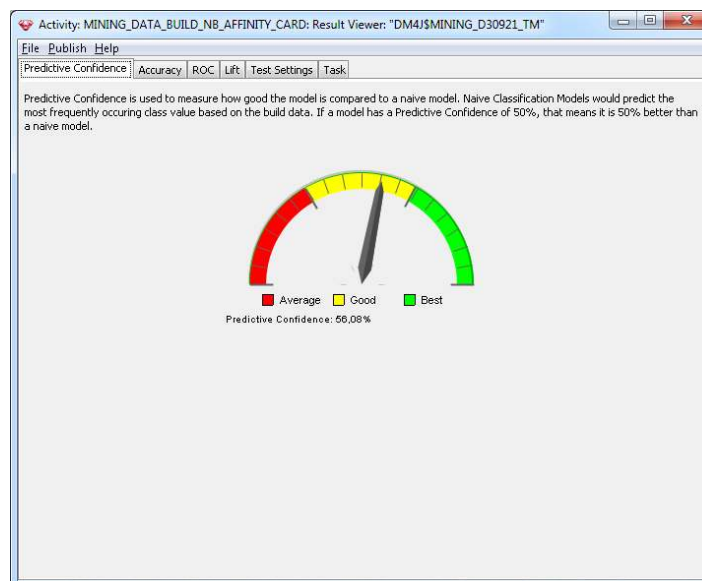 Activity: MINING_DATA_BUILD_NB_AFFINITY_CARD: Result Viewer: "DM4J$MINING_D30921_TM"
File Publish Help
Predictive Confidence Accuracy ROC Lift Test Settings Task
Predictive Confidence is used to measure how good the model is compared to a naive model. Naive Classification Models would predict the
most frequently occuring class value based on the build data. If a model has a Predictive Confidence of 50%, that means it is 50% better than
a naive model.
Average Good Best
Predictive Confidence: 56,08%